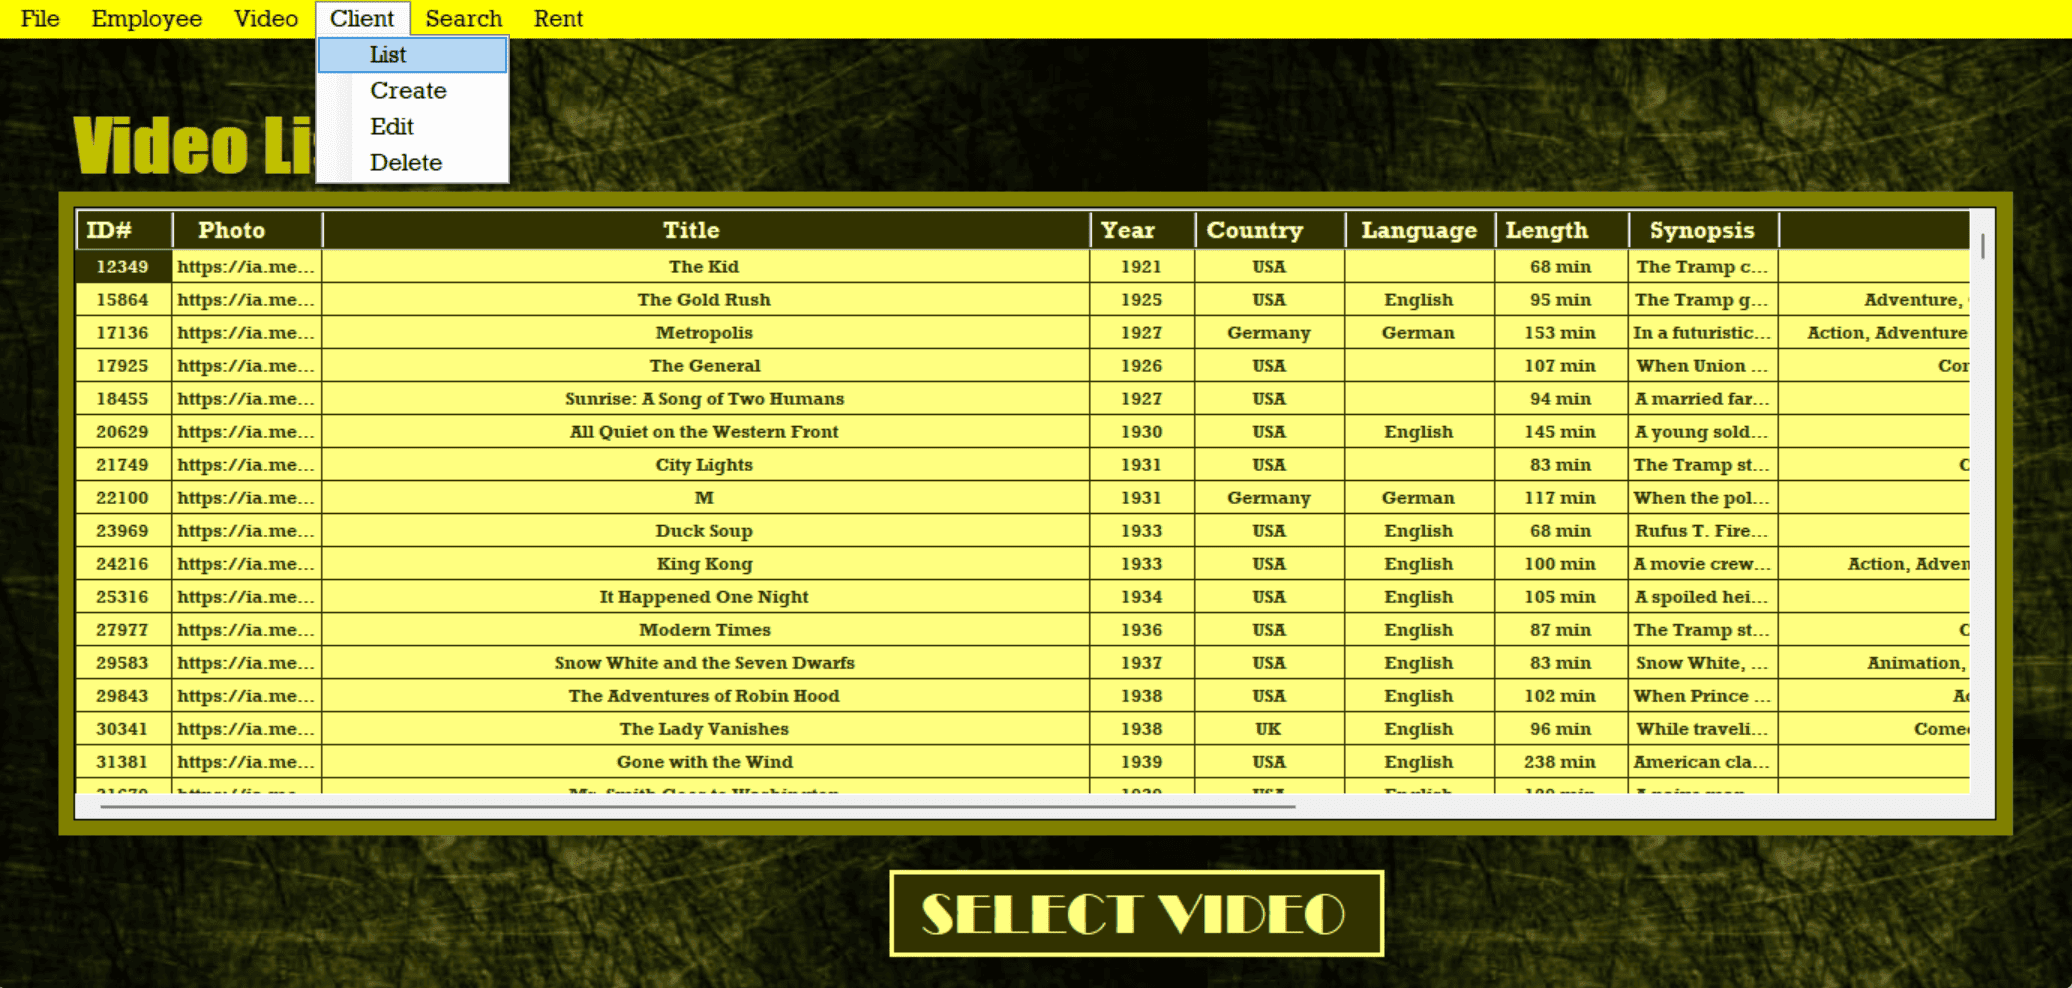 File Employee Video Client Search Rent
List
Create
Edit
Delete
Video Li
ID# Photo Title Year Country Language Length Synopsis
12349 https://ia.me... The Kid 1921 USA 68 min The Tramp c...
15864 https://ia.me... The Gold Rush 1925 USA English 95 min The Tramp g... Adventure,
17136 https://ia.me... Metropolis 1927 Germany German 153 min In a futuristic... Action, Adventure
17925 https://ia.me... The General 1926 USA 107 min When Union ... Co
18455 https://ia.me... Sunrise: A Song of Two Humans 1927 USA 94 min A married far...
20629 https://ia.me... All Quiet on the Western Front 1930 USA English 145 min A young sold...
21749 https://ia.me... City Lights 1931 USA 83 min The Tramp st... C
22100 https://ia.me... M 1931 Germany German 117 min When the pol...
23969 https://ia.me... Duck Soup 1933 USA English 68 min Rufus T. Fire...
24216 https://ia.me... King Kong 1933 USA English 100 min A movie crew... Action, Adven
25316 https://ia.me... It Happened One Night 1934 USA English 105 min A spoiled hei...
27977 https://ia.me... Modern Times 1936 USA English 87 min The Tramp st... C
29583 https://ia.me... Snow White and the Seven Dwarfs 1937 USA English 83 min Snow White, ... Animation,
29843 https://ia.me... The Adventures of Robin Hood 1938 USA English 102 min When Prince ... A
30341 https://ia.me... The Lady Vanishes 1938 UK English 96 min While traveli... Come
31381 https://ia.me... Gone with the Wind 1939 USA English 238 min American cla...
https://ia.me... Mr. Smith Goes to Washington 1939 USA English
SELECT VIDEO